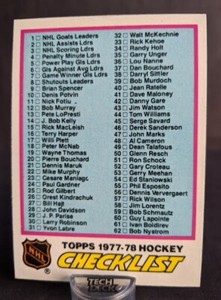 1 NHL Goals Leaders
2 NHL Assists Ldrs
3 NHL Scoring Ldrs
4 Penalty Minute Ldrs
5 Power Play Gls Ldrs
6 Gls Against Avg Ldrs
7 Game Winner Gls Ldrs
8 Shutouts Leaders
9 Brian Spencer
10 Denis Potvin
11 Nick Fotiu
12 Bob Murray
13 Pete LoPresti
14 J. Bob Kelly
15 Rick MacLeish
16 Terry Harper
17 Willi Plett
18 Peter McNab
19 Wayne Thomas
20 Pierre Bouchard
21 Dennis Maruk
22 Mike Murphy
23 Cesare Maniago
24 Paul Gardner
25 Rod Gilbert
26 Orest Kindrachuk
27 Bill Hajt
28 John Davidson
29 J. P. Parise
30 Larry Robinson
31 Yvon Labre
32 Walt McKechnie
33 Rick Kehoe
34 Randy Holt
35 Garry Unger
36 Lou Nanne
37 Dan Bouchard
38 Darryl Sittler
39 Bob Murdoch
40 Jean Ratelle
41 Dave Maloney
42 Danny Gare
43 Jim Watson
44 Tom Williams
45 Serge Savard
46 Derek Sanderson
47 John Marks
48 Al Cameron
49 Dean Talafous
50 Glenn Resch
51 Ron Schock
52 Gary Croteau
53 Gerry Meehan
54 Ed Staniowski
55 Phil Esposito
56 Dennis Ververgaert
57 Rick Wilson
58 Jim Lorentz
59 Bob Schmautz
60 Guy Lapointe
61 Ivan Boldirev
62 Bob Nystrom
NHL
TOPPS 1977-78 HOCKEY
CHECKLIST